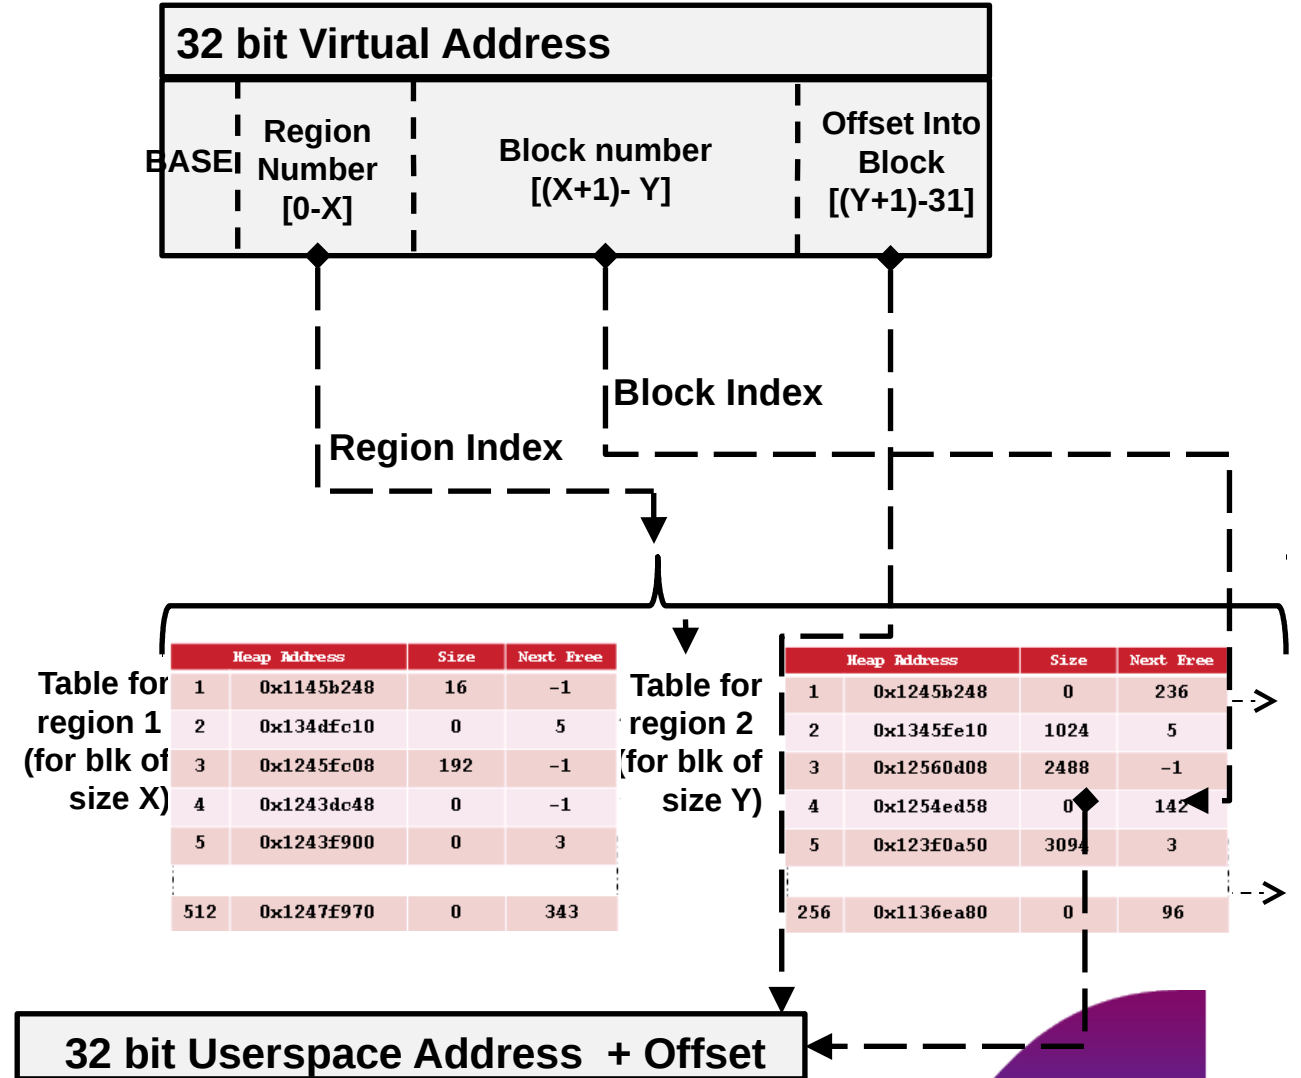 32 bit Virtual Address
BASE
Region
Number
[0-X]
Block number
[(X+1)- Y]
Offset Into
Block
[(Y+1)-31]
Block Index
Region Index
Table for
region 1
(for blk of
size X)
Heap Address Size Next Free
1 0x1145b248 16 -1
2 0x134dfc10 0 5
3 0x1245fc08 192 -1
4 0x1243dc48 0 -1
5 0x1243f900 0 3
512 0x1247f970 0 343
Table for
region 2
(for blk of
size Y)
Heap Address Size Next Free
1 0x1245b248 0 236
2 0x1345fe10 1024 5
3 0x12560d08 2488 -1
4 0x1254ed58 0 142
5 0x123f0a50 3094 3
256 0x1136ea80 0 96
32 bit Userspace Address + Offset